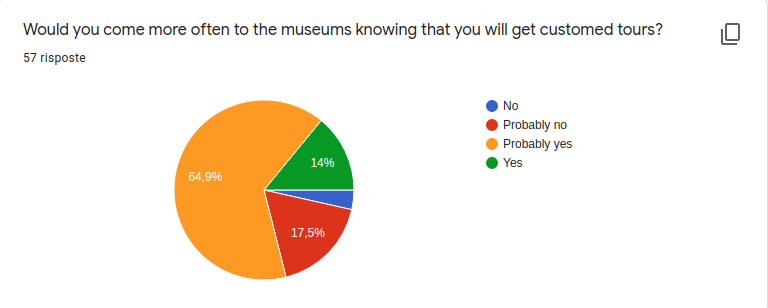 Would you come more often to the museums knowing that you will get customed tours?
57 risposte
No
Probably no
Probably yes
Yes
14%
64,9%
17,5%